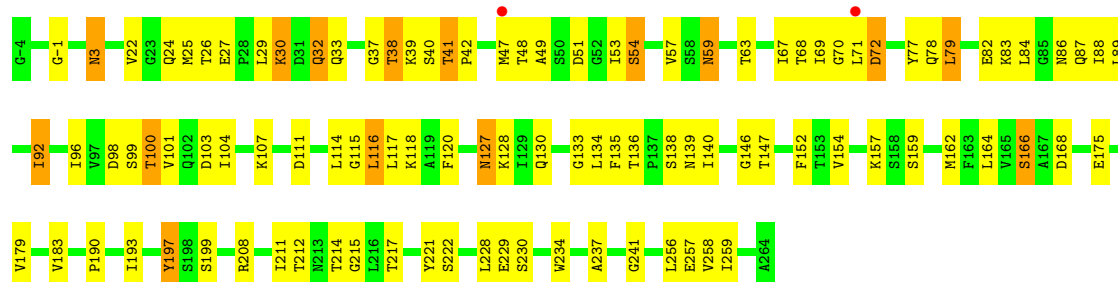 G-4 G-1 N3 V22 G23 Q24 M25 T26 E27 P28 L29 K30 D31 Q32 Q33 G37 T38 K39 S40 T41 P42 M47 T48 A49 S50 D51 G52 I53 S54 V57 S58 N59 T63 I67 T68 I69 G70 L71 D72 Y77 Q78 L79 E82 K83 L84 G85 N86 Q87 I88 L89
I92 I96 V97 D98 S99 T100 V101 Q102 D103 I104 K107 D111 L114 G115 L116 L117 K118 A119 F120 N127 K128 I129 Q130 G133 L134 F135 T136 P137 S138 N139 I140 G146 T147 F152 T153 V154 K157 S158 S159 M162 F163 L164 V165 S166 A167 D168 E175
V179 V183 P190 I193 Y197 S198 S199 R208 I211 T212 N213 T214 G215 L216 T217 Y221 S222 L228 E229 S230 W234 A237 G241 L256 E257 V258 I259 A264